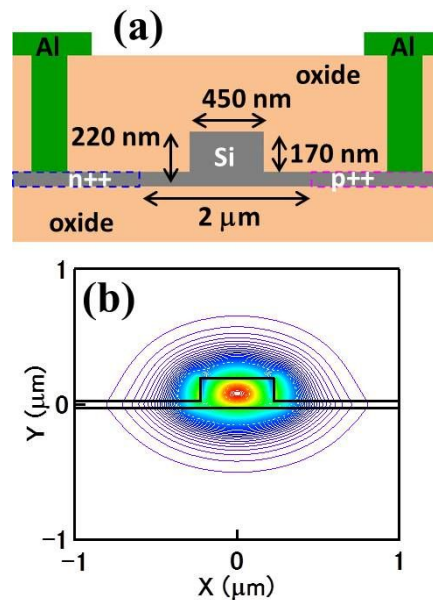 (a)
Al
Al
oxide
450 nm
220 nm
Si
170 nm
n++
p++
oxide
2 μm
(b)
1
0
-1
Y (μm)
-1
0
1
X (μm)